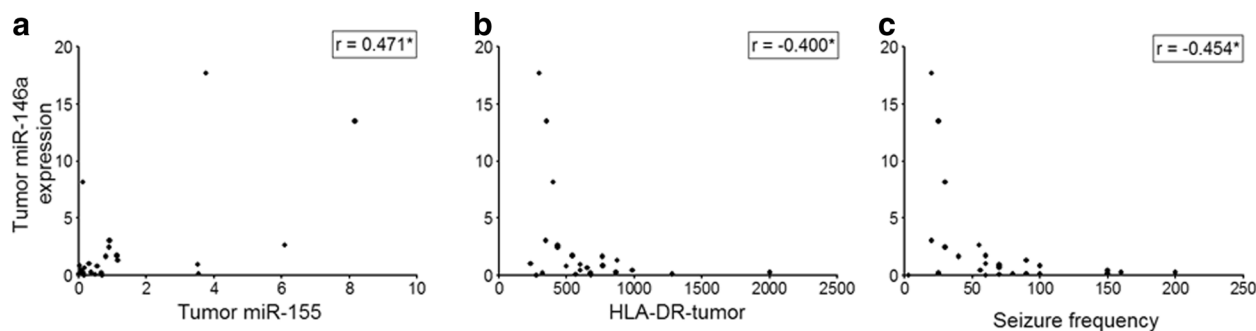 a
r = 0.471*
Tumor miR-146a
expression
20
15
10
5
0
0 2 4 6 8 10
Tumor miR-155
b
r = -0.400*
20
15
10
5
0
0 500 1000 1500 2000 2500
HLA-DR-tumor
c
r = -0.454*
20
15
10
5
0
0 50 100 150 200 250
Seizure frequency